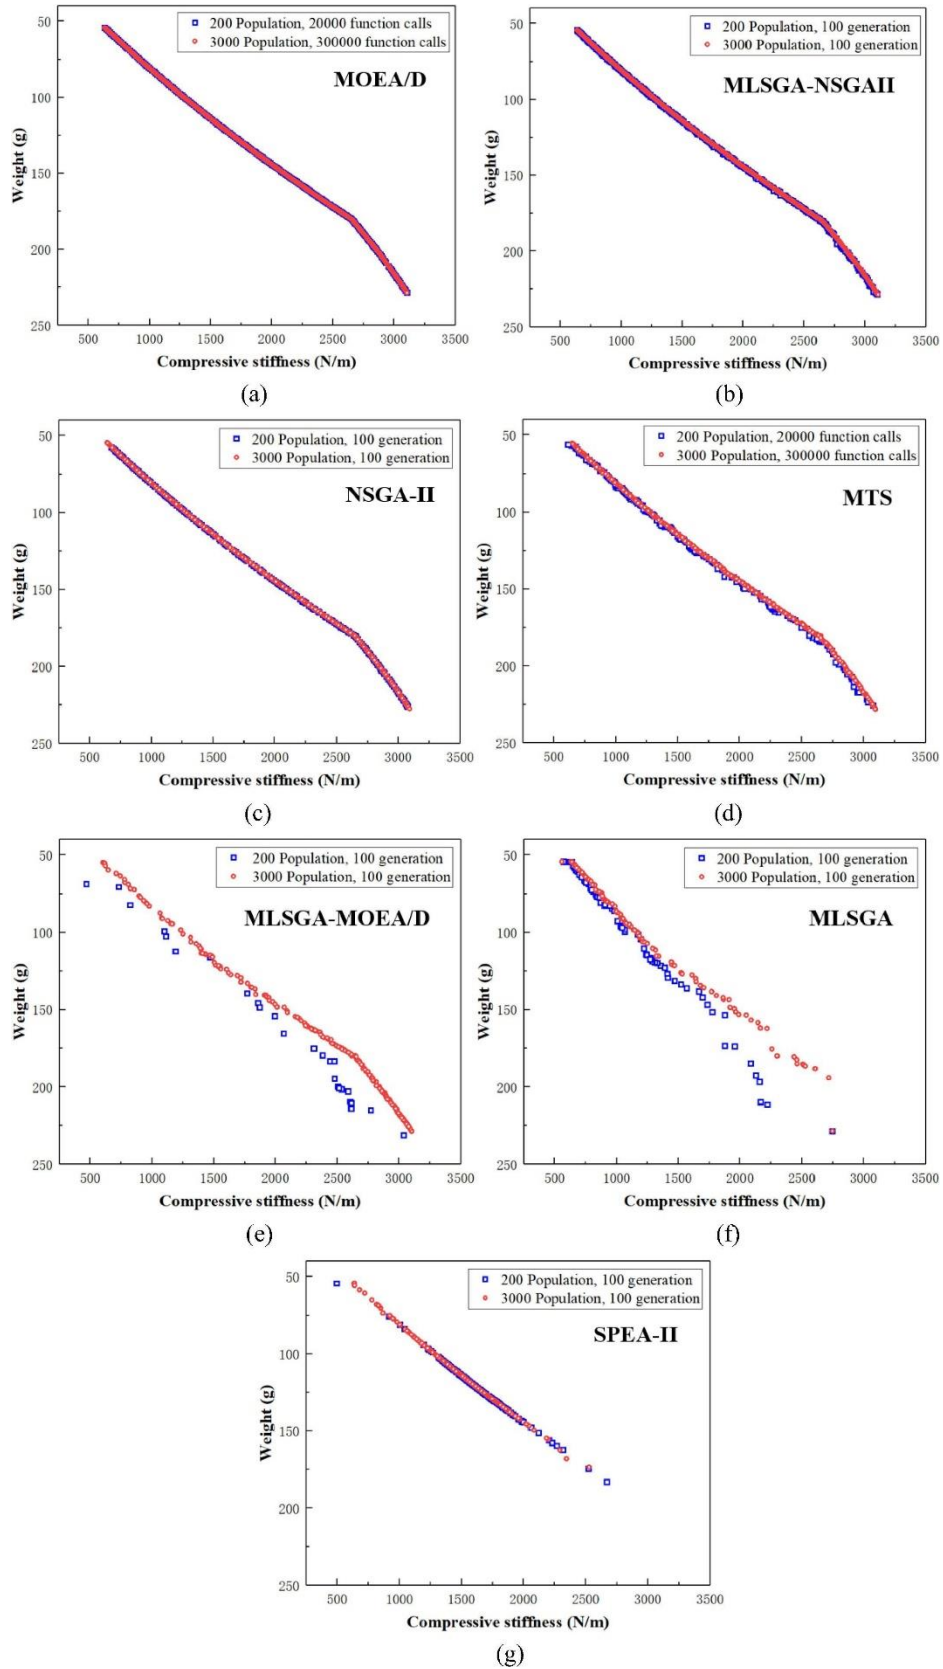 200 Population, 20000 function calls
3000 Population, 300000 function calls
MOEA/D
50
100
150
200
250
Weight (g)
500 1000 1500 2000 2500 3000 3500
Compressive stiffness (N/m)
(a)
200 Population, 100 generation
3000 Population, 100 generation
MLSGA-NSGAII
50
100
150
200
250
Weight (g)
500 1000 1500 2000 2500 3000 3500
Compressive stiffness (N/m)
(b)
200 Population, 100 generation
3000 Population, 100 generation
NSGA-II
50
100
150
200
250
Weight (g)
500 1000 1500 2000 2500 3000 3500
Compressive stiffness (N/m)
(c)
200 Population, 20000 function calls
3000 Population, 300000 function calls
MTS
50
100
150
200
250
Weight (g)
500 1000 1500 2000 2500 3000 3500
Compressive stiffness (N/m)
(d)
200 Population, 100 generation
3000 Population, 100 generation
MLSGA-MOEA/D
50
100
150
200
250
Weight (g)
500 1000 1500 2000 2500 3000 3500
Compressive stiffness (N/m)
(e)
200 Population, 100 generation
3000 Population, 100 generation
MLSGA
50
100
150
200
250
Weight (g)
500 1000 1500 2000 2500 3000 3500
Compressive stiffness (N/m)
(f)
200 Population, 100 generation
3000 Population, 100 generation
SPEA-II
50
100
150
200
250
Weight (g)
500 1000 1500 2000 2500 3000 3500
Compressive stiffness (N/m)
(g)